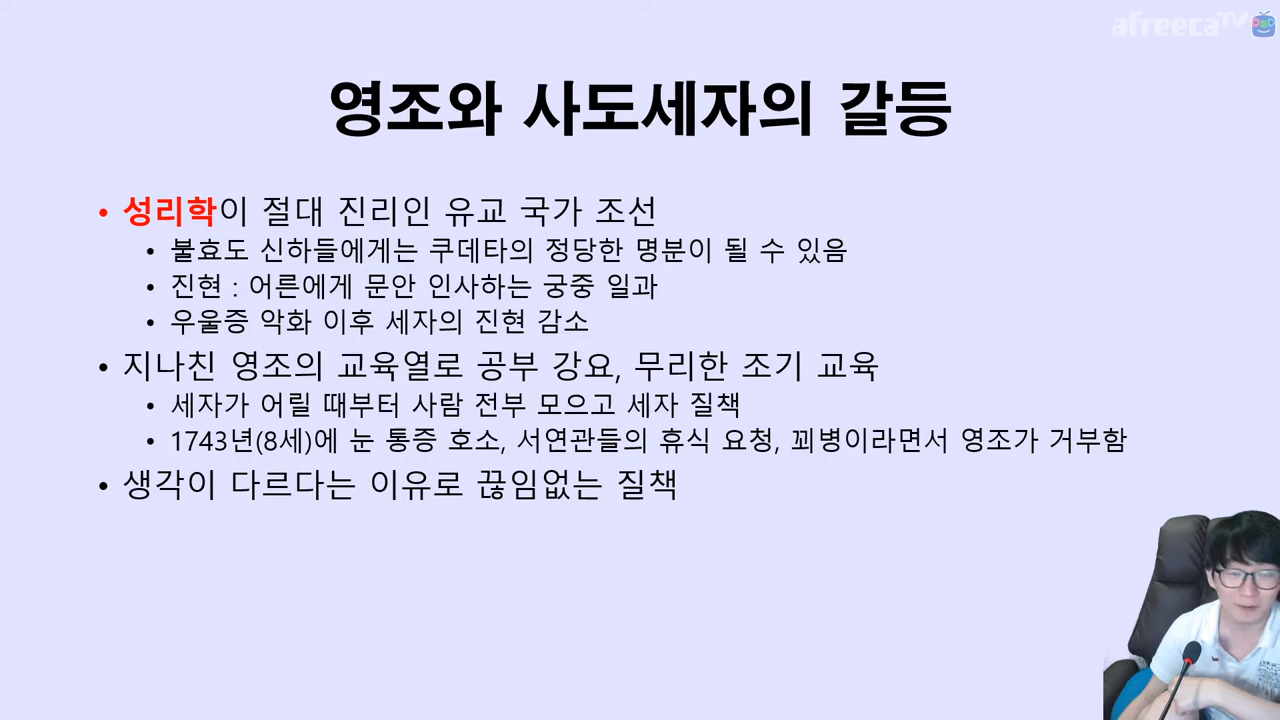 afreecaTV
영조와 사도세자의 갈등
• 성리학이 절대 진리인 유교 국가 조선
• 불효도 신하들에게는 쿠데타의 정당한 명분이 될 수 있음
• 진현 : 어른에게 문안 인사하는 궁중 일과
• 우울증 악화 이후 세자의 진현 감소
• 지나친 영조의 교육열로 공부 강요, 무리한 조기 교육
• 세자가 어릴 때부터 사람 전부 모으고 세자 질책
• 1743년(8세)에 눈 통증 호소, 서연관들의 휴식 요청, 꾀병이라면서 영조가 거부함
• 생각이 다르다는 이유로 끊임없는 질책